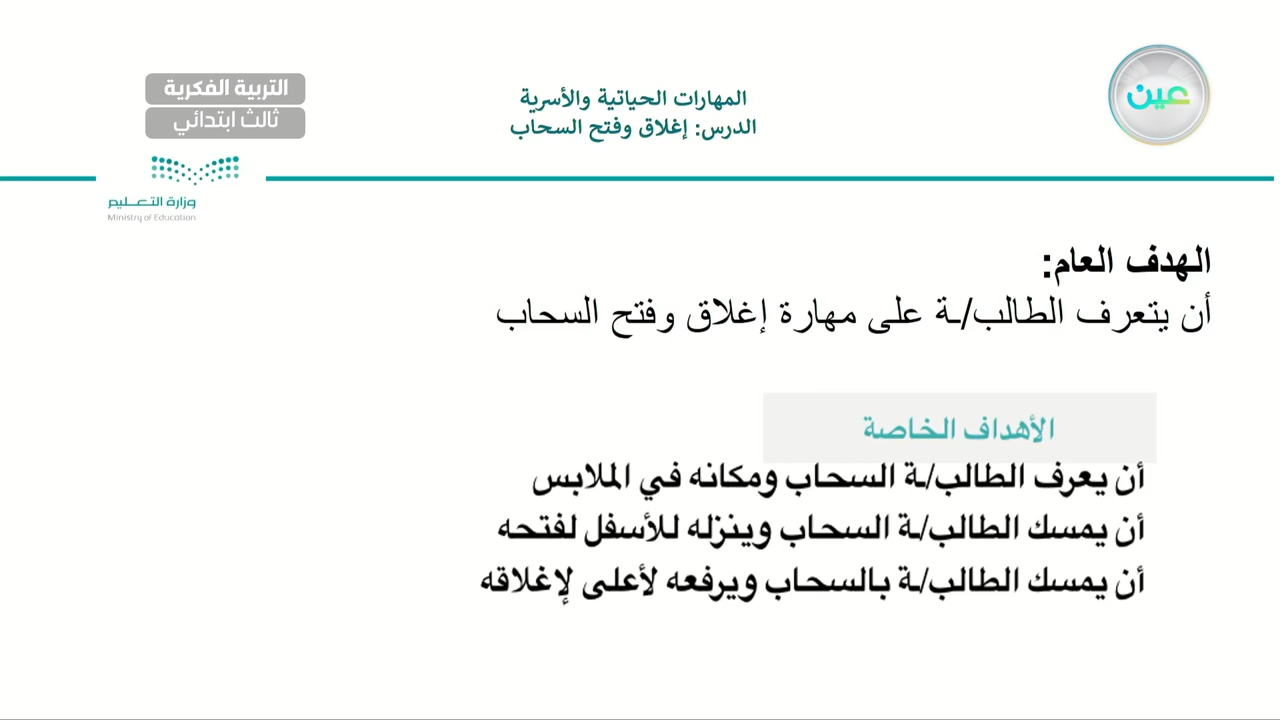 عين
المهارات الحياتية والأسرية
الدرس: إغلاق وفتح السحاب
التربية الفكرية
ثالث ابتدائي
وزارة التعليم
Ministry of Education
الهدف العام:
أن يتعرف الطالب/ـة على مهارة إغلاق وفتح السحاب
الأهداف الخاصة
أن يعرف الطالب/ـة السحاب ومكانه في الملابس
أن يمسك الطالب/ـة السحاب وينزله للأسفل لفتحه
أن يمسك الطالب/ـة بالسحاب ويرفعه لأعلى لإغلاقه